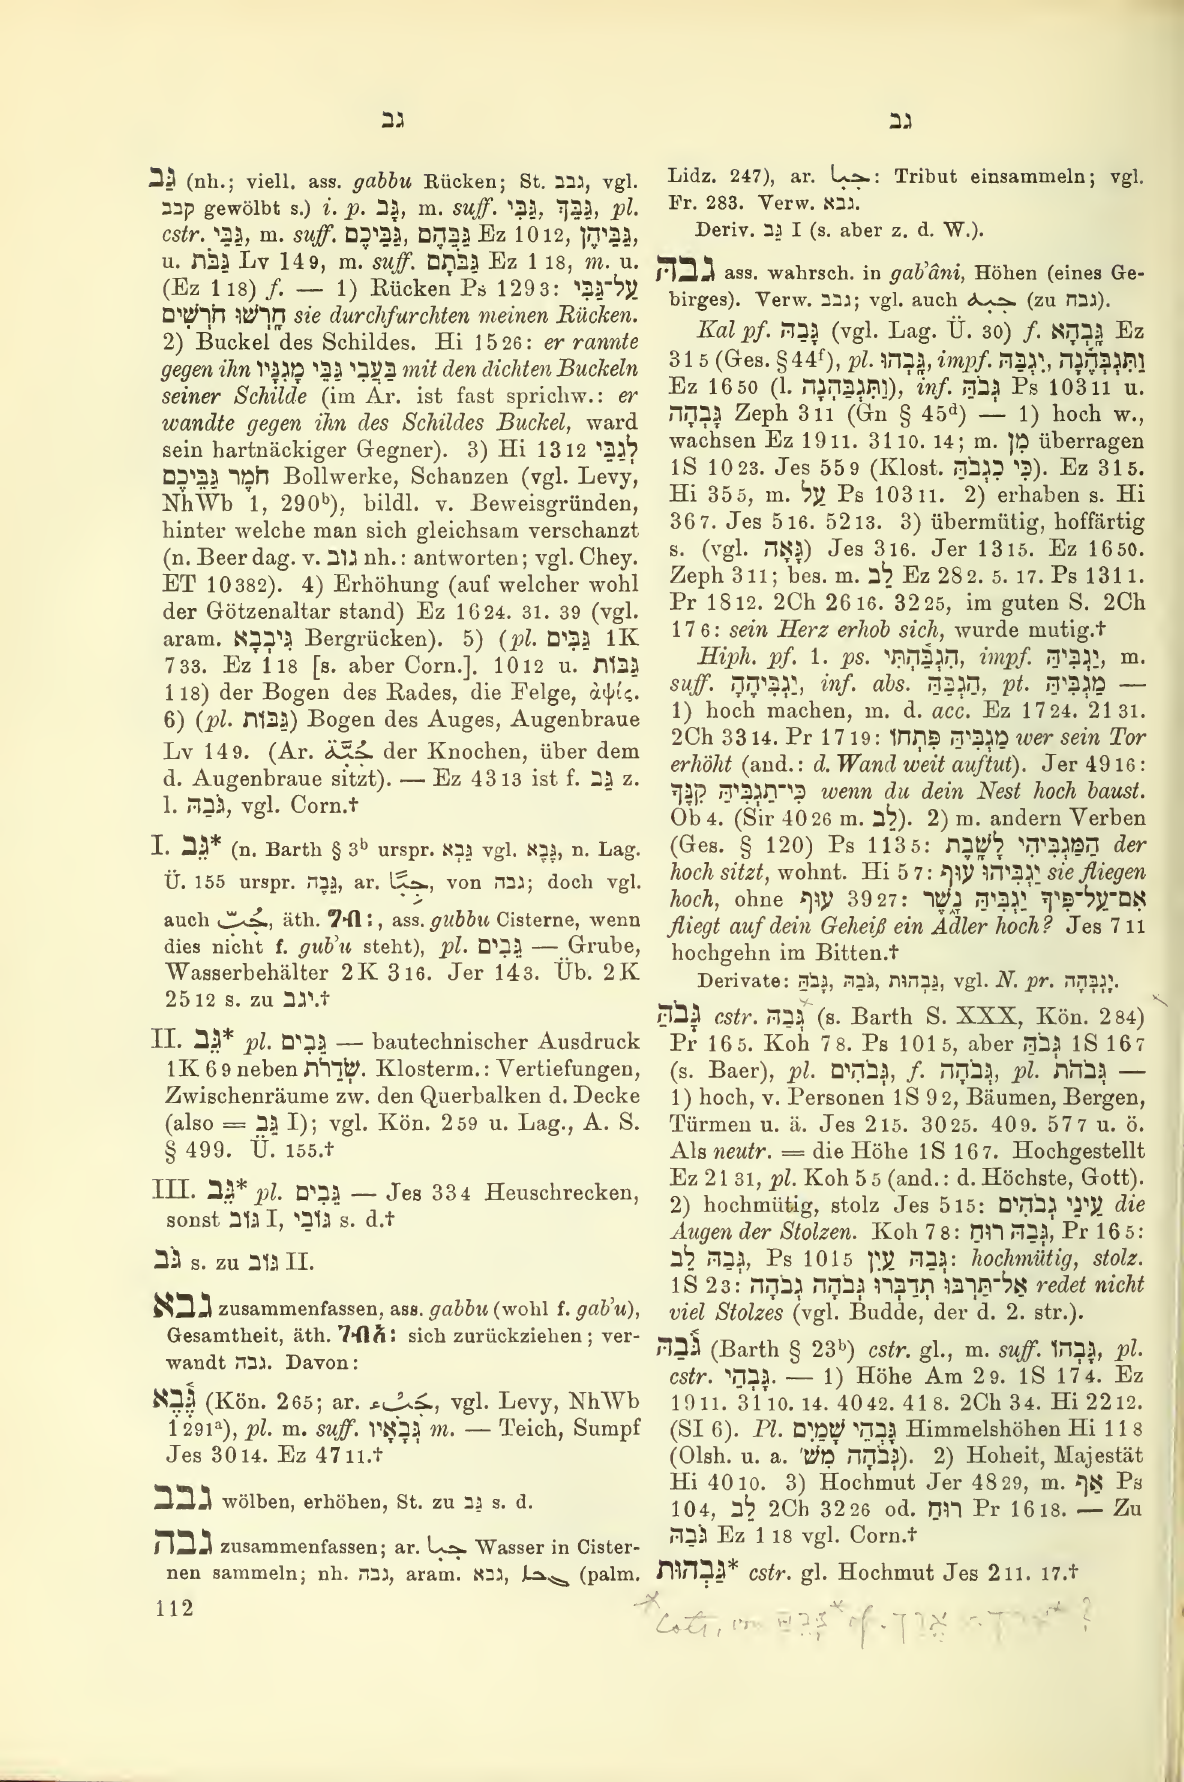 גב
גב
גַּב (nh.; viell. ass. gabbu Rücken; St. גבב, vgl.
קבב gewölbt s.) i. p. גָּב, m. suff. גַּבִּי, גַּבֵּךְ, pl.
cstr. גַּבֵּי, m. suff. גַּבֵּיכֶם, גַּבֵּהֶם Ez 10 12, גַּבֵּיהֶן,
u. גַּבֹּת Lv 14 9, m. suff. גַּבֹּתָם Ez 1 18, m. u.
(Ez 1 18) f. — 1) Rücken Ps 129 3: עַל־גַּבִּי
חָֽרְשׁוּ חֹרְשִׁים sie durchfurchten meinen Rücken.
2) Buckel des Schildes. Hi 15 26: er rannte
gegen ihn בַּעֲבִי גַּבֵּי מָגִנָּיו mit den dichten Buckeln
seiner Schilde (im Ar. ist fast sprichw.: er
wandte gegen ihn des Schildes Buckel, ward
sein hartnäckiger Gegner). 3) Hi 13 12 לְגַבֵּי
חֹמֶר גַּבֵּיכֶם Bollwerke, Schanzen (vgl. Levy,
NhWb 1, 290ᵇ), bildl. v. Beweisgründen,
hinter welche man sich gleichsam verschanzt
(n. Beer dag. v. גוב nh.: antworten; vgl. Chey.
ET 10382). 4) Erhöhung (auf welcher wohl
der Götzenaltar stand) Ez 16 24. 31. 39 (vgl.
aram. גִּיבְבָא Bergrücken). 5) (pl. גַּבִּים 1K
7 33. Ez 1 18 [s. aber Corn.]. 10 12 u. גַּבּוֹת
1 18) der Bogen des Rades, die Felge, ἁψίς.
6) (pl. גַּבּוֹת) Bogen des Auges, Augenbraue
Lv 14 9. (Ar. der Knochen, über dem
d. Augenbraue sitzt). — Ez 43 13 ist f. גַּב z.
l. גֹּבַהּ, vgl. Corn.†
I. גֵּב* (n. Barth § 3ᵇ urspr. גבא vgl. גֶּבֶא, n. Lag.
Ü. 155 urspr. גָּבֶה, ar. von גבה; doch vgl.
auch جُبّ, äth. ጉብ፡, ass. gubbu Cisterne, wenn
dies nicht f. gub’u steht), pl. גֵּבִים — Grube,
Wasserbehälter 2 K 3 16. Jer 14 3. Üb. 2 K
25 12 s. zu יגב.†
II. גֵּב* pl. גֵּבִים — bautechnischer Ausdruck
1K 6 9 neben שְׂדֵרֹת. Klosterm.: Vertiefungen,
Zwischenräume zw. den Querbalken d. Decke
(also = גֵּב I); vgl. Kön. 259 u. Lag., A. S.
§ 499. Ü. 155.†
III. גֵּב* pl. גֵּבִים — Jes 33 4 Heuschrecken,
sonst גּוֹב I, גּוֹבַי s. d.†
גֹּב s. zu גּוֹב II.
גבא zusammenfassen, ass. gabbu (wohl f. gab’u),
Gesamtheit, äth. ገብአ፡ sich zurückziehen; ver-
wandt גבה. Davon:
גֶּבֶא (Kön. 265; ar. جُبْء, vgl. Levy, NhWb
1 291ᵃ), pl. m. suff. גְּבָאָיו m. — Teich, Sumpf
Jes 30 14. Ez 47 11.†
גבב wölben, erhöhen, St. zu גַּב s. d.
גבה zusammenfassen; ar. جبا Wasser in Cister-
nen sammeln; nh. גבה, aram. גבא, (palm.
112
Lidz. 247), ar. جبا: Tribut einsammeln; vgl.
Fr. 283. Verw. גבא.
Deriv. גֵּב I (s. aber z. d. W.).
גבהּ ass. wahrsch. in gab’âni, Höhen (eines Ge-
birges). Verw. גבב; vgl. auch جبهة (zu גבח).
Kal pf. גָּבַהּ (vgl. Lag. Ü. 30) f. גָּֽבְהָא Ez
31 5 (Ges. § 44ᶠ), pl. גָּֽבְהוּ, impf. יִגְבַּהּ, וַתִּגְבְּהֶינָה
Ez 16 50 (l. וַתִּגְבַּהְנָה), inf. גְּבֹהַּ Ps 103 11 u.
גָּבְהָה Zeph 3 11 (Gn § 45ᵈ) — 1) hoch w.,
wachsen Ez 19 11. 31 10. 14; m. מִן überragen
1S 10 23. Jes 55 9 (Klost. כִּי כִגְבֹהַּ). Ez 31 5.
Hi 35 5, m. עַל Ps 103 11. 2) erhaben s. Hi
36 7. Jes 5 16. 52 13. 3) übermütig, hoffärtig
s. (vgl. גָּאָה) Jes 3 16. Jer 13 15. Ez 16 50.
Zeph 3 11; bes. m. לֵב Ez 28 2. 5. 17. Ps 131 1.
Pr 18 12. 2Ch 26 16. 32 25, im guten S. 2Ch
17 6: sein Herz erhob sich, wurde mutig.†
Hiph. pf. 1. ps. הִגְבַּהְתִּי, impf. יַגְבִּיהַּ, m.
suff. יַגְבִּיהֶהָ, inf. abs. הַגְבֵּהַּ, pt. מַגְבִּיהַּ —
1) hoch machen, m. d. acc. Ez 17 24. 21 31.
2Ch 33 14. Pr 17 19: מַגְבִּיהַּ פִּתְחוֹ wer sein Tor
erhöht (and.: d. Wand weit auftut). Jer 49 16:
כִּי־תַגְבִּיהַּ קִנֶּךָ wenn du dein Nest hoch baust.
Ob 4. (Sir 40 26 m. לֵב). 2) m. andern Verben
(Ges. § 120) Ps 113 5: הַמַּגְבִּיהִי לָשָׁבֶת der
hoch sitzt, wohnt. Hi 5 7: יַגְבִּיהוּ עוּף sie fliegen
hoch, ohne עוּף 39 27: אִם־עַל־פִּיךָ יַגְבִּיהַּ נָשֶׁר
fliegt auf dein Geheiß ein Adler hoch? Jes 7 11
hochgehn im Bitten.†
Derivate: גָּבֹהַּ, גֹּבַהּ, גַּבְהוּת, vgl. N. pr. יָגְבְּהָה.
גָּבֹהַּ cstr. גְּבַהּ (s. Barth S. XXX, Kön. 2 84)
Pr 16 5. Koh 7 8. Ps 101 5, aber גְּבֹהַּ 1S 16 7
(s. Baer), pl. גְּבֹהִים, f. גְּבֹהָה, pl. גְּבֹהֹת —
1) hoch, v. Personen 1S 9 2, Bäumen, Bergen,
Türmen u. ä. Jes 2 15. 30 25. 40 9. 57 7 u. ö.
Als neutr. = die Höhe 1S 16 7. Hochgestellt
Ez 21 31, pl. Koh 5 5 (and.: d. Höchste, Gott).
2) hochmütig, stolz Jes 5 15: עֵינֵי גְבֹהִים die
Augen der Stolzen. Koh 7 8: גְּבַהּ רוּחַ, Pr 16 5:
גְּבַהּ לֵב, Ps 101 5 גְּבַהּ עֵין: hochmütig, stolz.
1S 2 3: אַל־תַּרְבּוּ תְדַבְּרוּ גְּבֹהָה גְבֹהָה redet nicht
viel Stolzes (vgl. Budde, der d. 2. str.).
גֹּבַהּ (Barth § 23ᵇ) cstr. gl., m. suff. גָּבְהוֹ, pl.
cstr. גָּבְהֵי. — 1) Höhe Am 2 9. 1S 17 4. Ez
19 11. 31 10. 14. 40 42. 41 8. 2Ch 3 4. Hi 22 12.
(SI 6). Pl. גָּבְהֵי שָׁמַיִם Himmelshöhen Hi 11 8
(Olsh. u. a. גְּבֹהָה מִשּׁ׳). 2) Hoheit, Majestät
Hi 40 10. 3) Hochmut Jer 48 29, m. אַף Ps
10 4, לֵב 2Ch 32 26 od. רוּחַ Pr 16 18. — Zu
גֹּבַהּ Ez 1 18 vgl. Corn.†
גַּבְהוּת* cstr. gl. Hochmut Jes 2 11. 17.†